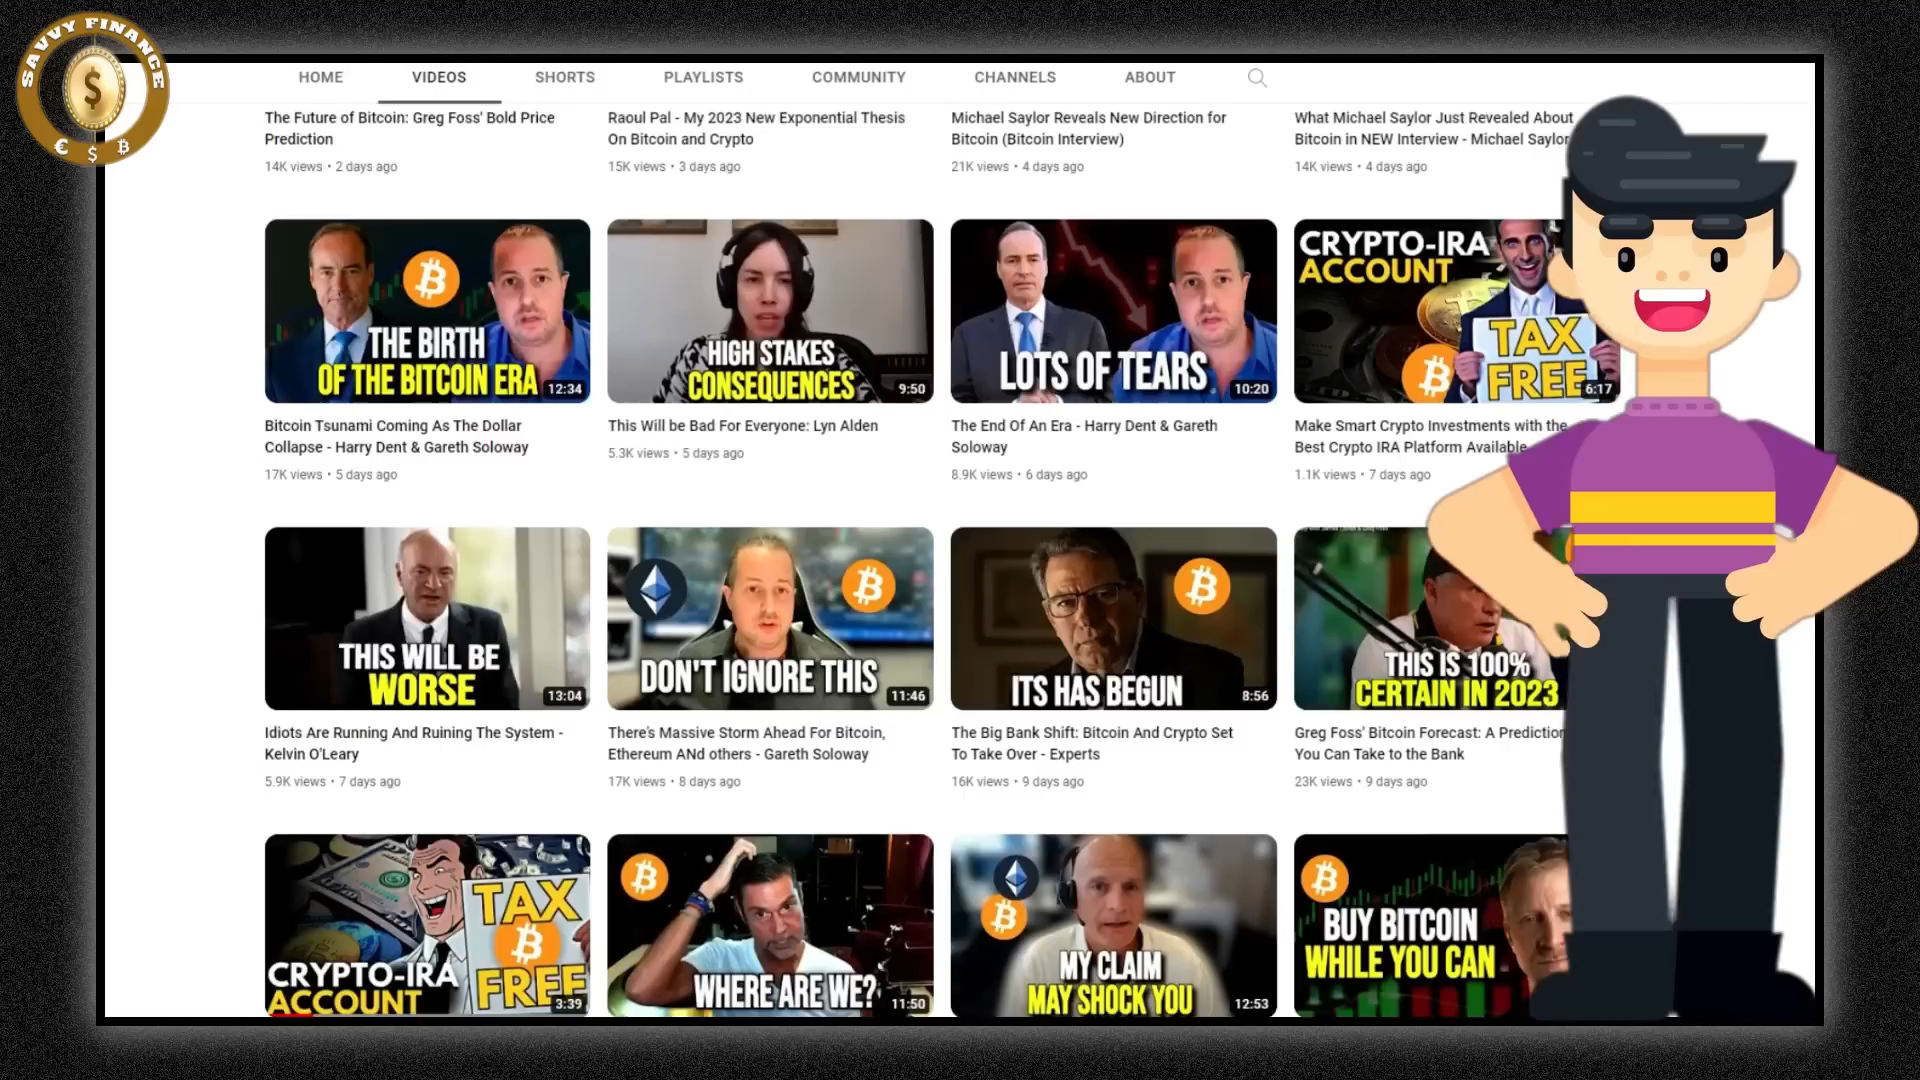 SAVVY FINANCE
$
€ $ ₿
HOME VIDEOS SHORTS PLAYLISTS COMMUNITY CHANNELS ABOUT
The Future of Bitcoin: Greg Foss' Bold Price
Prediction
14K views • 2 days ago
Raoul Pal - My 2023 New Exponential Thesis
On Bitcoin and Crypto
15K views • 3 days ago
Michael Saylor Reveals New Direction for
Bitcoin (Bitcoin Interview)
21K views • 4 days ago
What Michael Saylor Just Revealed About
Bitcoin in NEW Interview - Michael Saylor
14K views • 4 days ago
THE BIRTH
OF THE BITCOIN ERA
12:34
Bitcoin Tsunami Coming As The Dollar
Collapse - Harry Dent & Gareth Soloway
17K views • 5 days ago
HIGH STAKES
CONSEQUENCES
9:50
This Will be Bad For Everyone: Lyn Alden
5.3K views • 5 days ago
LOTS OF TEARS
10:20
The End Of An Era - Harry Dent & Gareth
Soloway
8.9K views • 6 days ago
CRYPTO-IRA
ACCOUNT
TAX
FREE
6:17
Make Smart Crypto Investments with the
Best Crypto IRA Platform Available
1.1K views • 7 days ago
THIS WILL BE
WORSE
13:04
Idiots Are Running And Ruining The System -
Kelvin O'Leary
5.9K views • 7 days ago
DON'T IGNORE THIS
11:46
There's Massive Storm Ahead For Bitcoin,
Ethereum ANd others - Gareth Soloway
17K views • 8 days ago
ITS HAS BEGUN
8:56
The Big Bank Shift: Bitcoin And Crypto Set
To Take Over - Experts
16K views • 9 days ago
THIS IS 100%
CERTAIN IN 2023
Greg Foss' Bitcoin Forecast: A Prediction
You Can Take to the Bank
23K views • 9 days ago
TAX
FREE
CRYPTO-IRA
ACCOUNT
3:39
WHERE ARE WE?
11:50
MY CLAIM
MAY SHOCK YOU
12:53
BUY BITCOIN
WHILE YOU CAN